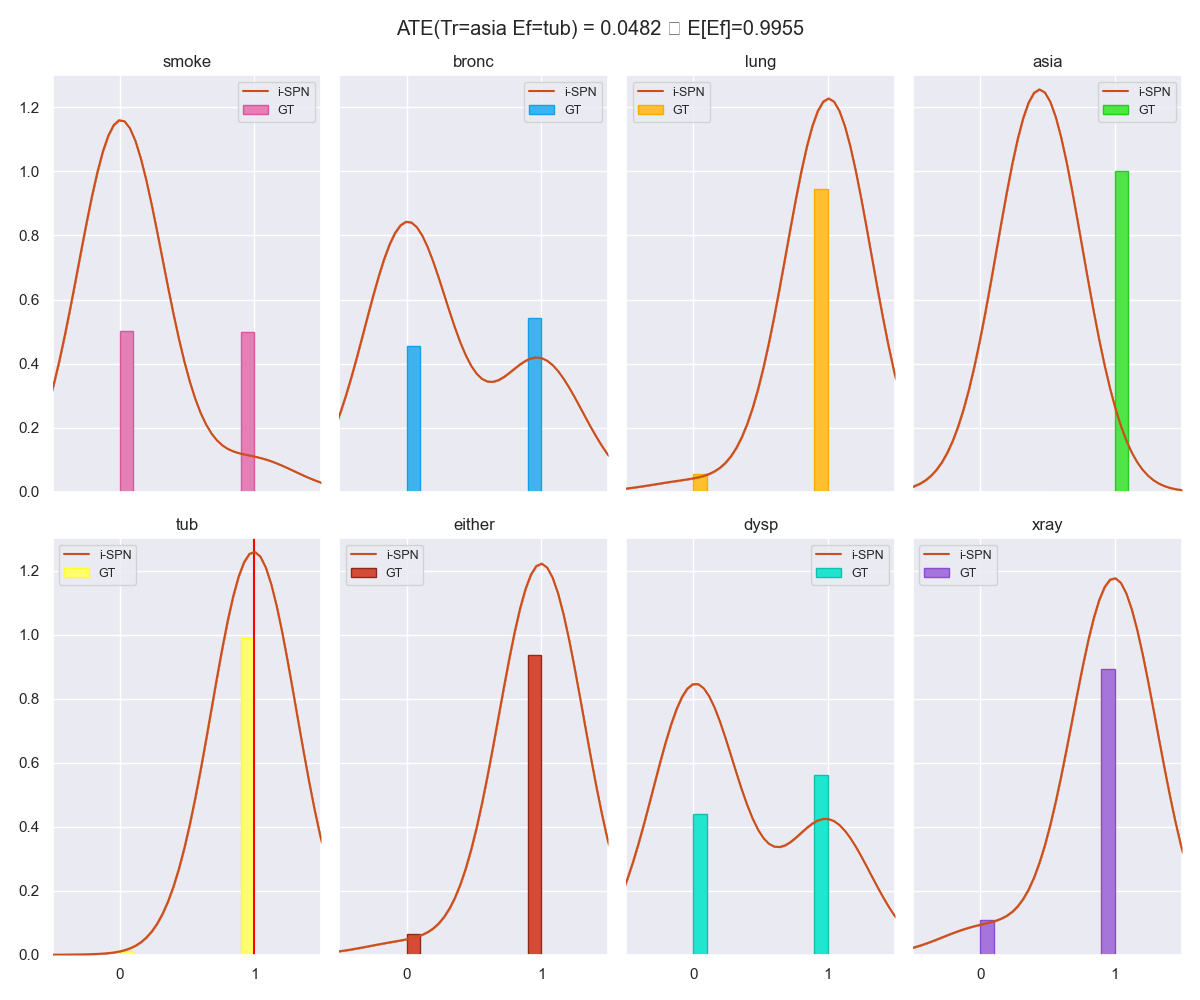 ATE(Tr=asia Ef=tub) = 0.0482 □ E[Ef]=0.9955
smoke
bronc
lung
asia
i-SPN
GT
i-SPN
GT
i-SPN
GT
i-SPN
GT
1.2
1.0
0.8
0.6
0.4
0.2
0.0
tub
either
dysp
xray
i-SPN
GT
i-SPN
GT
i-SPN
GT
i-SPN
GT
1.2
1.0
0.8
0.6
0.4
0.2
0.0
0 1
0 1
0 1
0 1